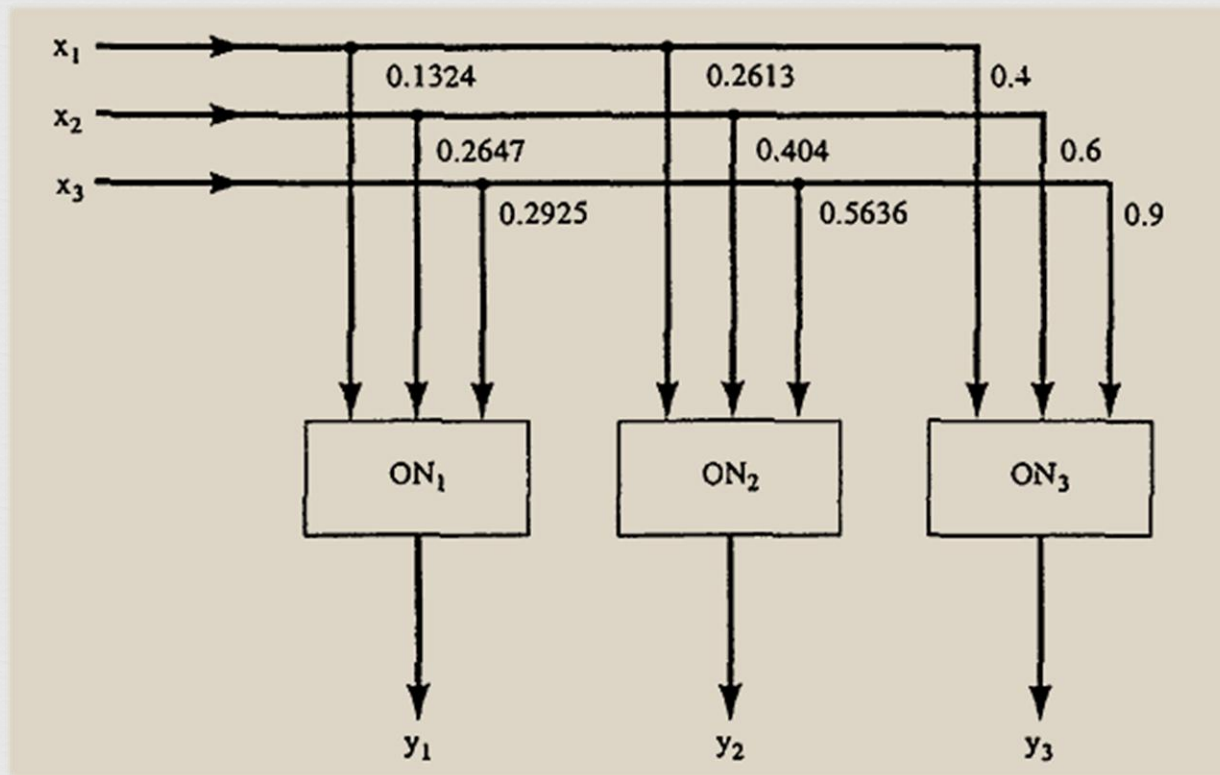 x₁
0.1324 0.2613 0.4
x₂
0.2647 0.404 0.6
x₃
0.2925 0.5636 0.9
ON₁ ON₂ ON₃
y₁ y₂ y₃